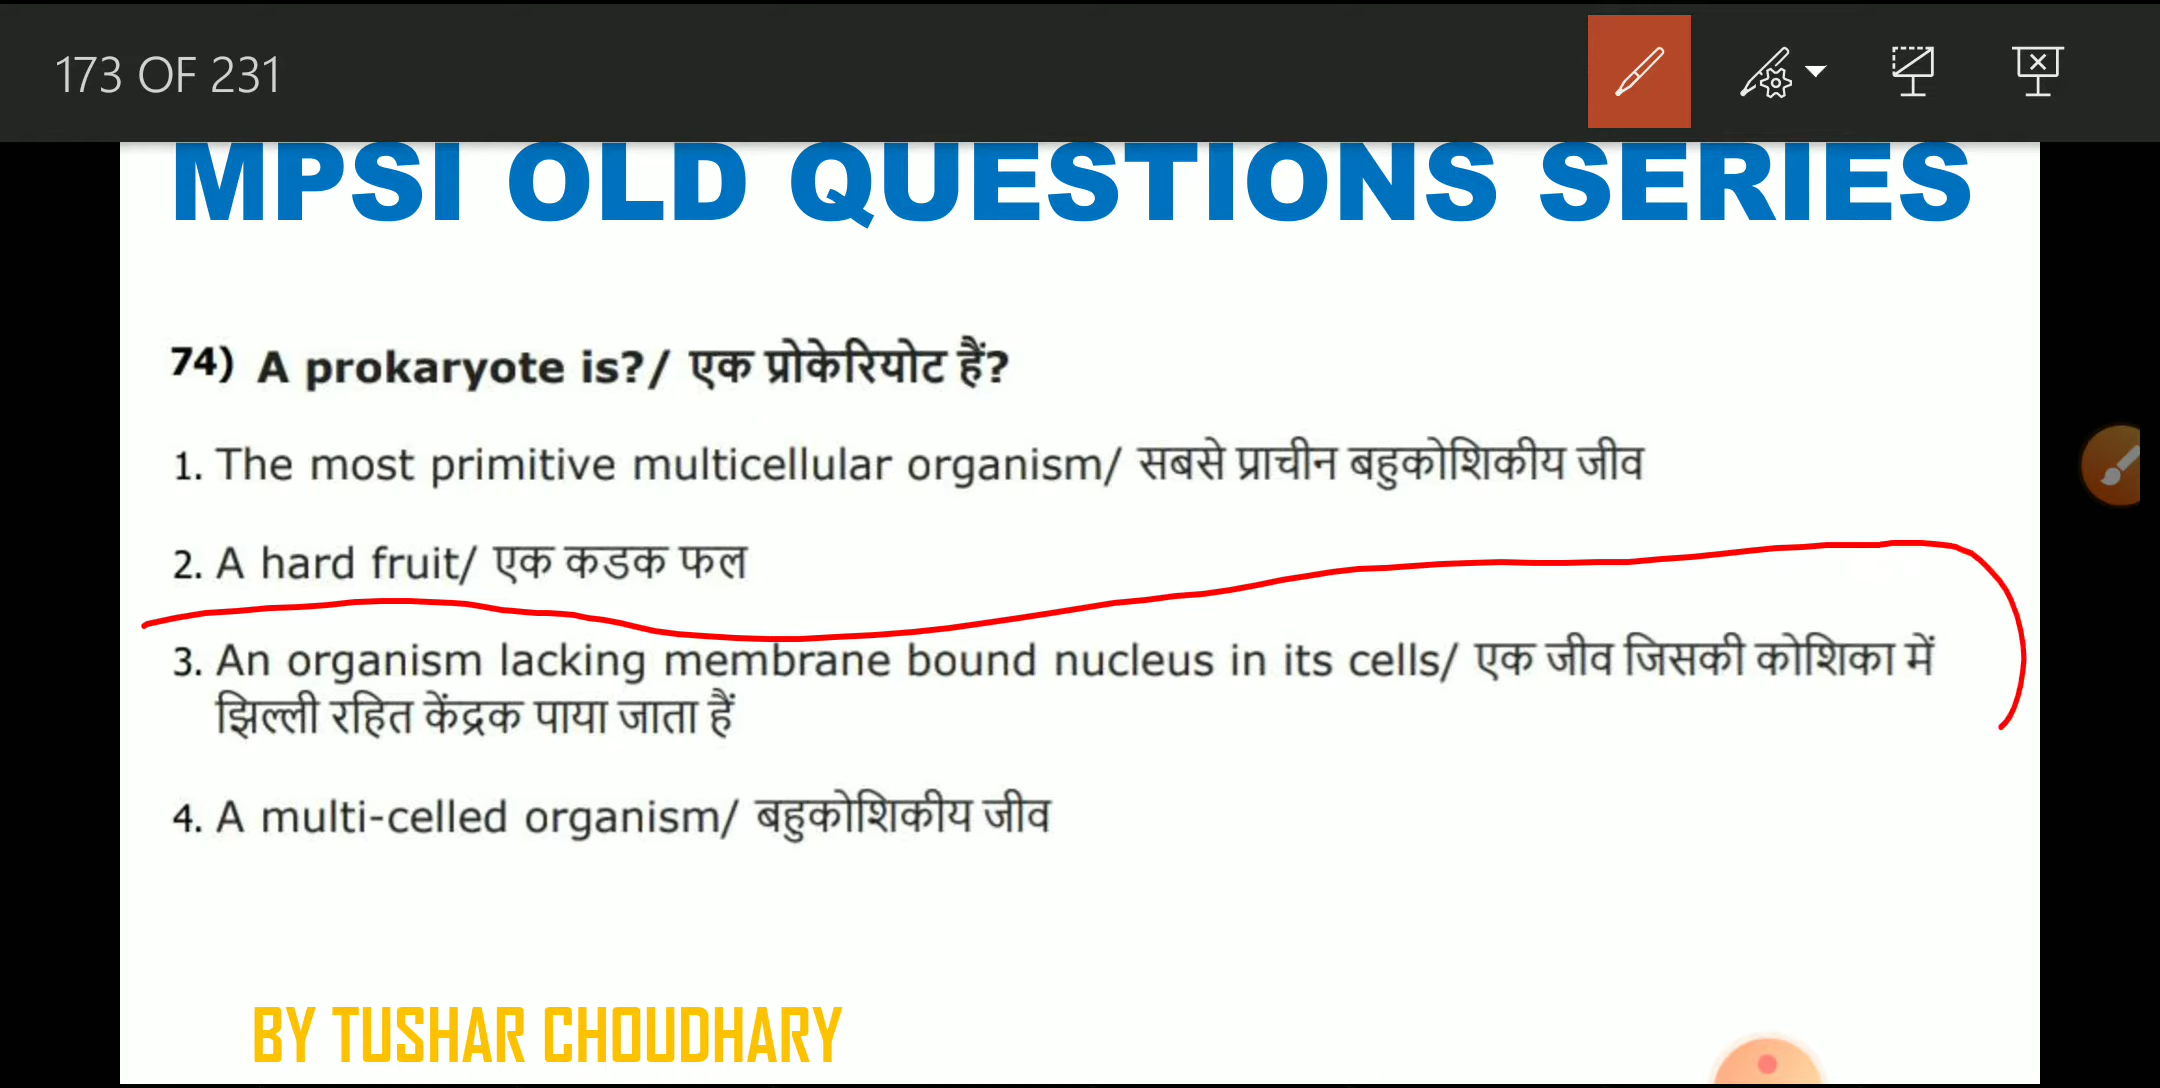 173 OF 231
MPSI OLD QUESTIONS SERIES
74) A prokaryote is?/ एक प्रोकेरियोट हैं?
1. The most primitive multicellular organism/ सबसे प्राचीन बहुकोशिकीय जीव
2. A hard fruit/ एक कडक फल
3. An organism lacking membrane bound nucleus in its cells/ एक जीव जिसकी कोशिका में
झिल्ली रहित केंद्रक पाया जाता हैं
4. A multi-celled organism/ बहुकोशिकीय जीव
BY TUSHAR CHOUDHARY